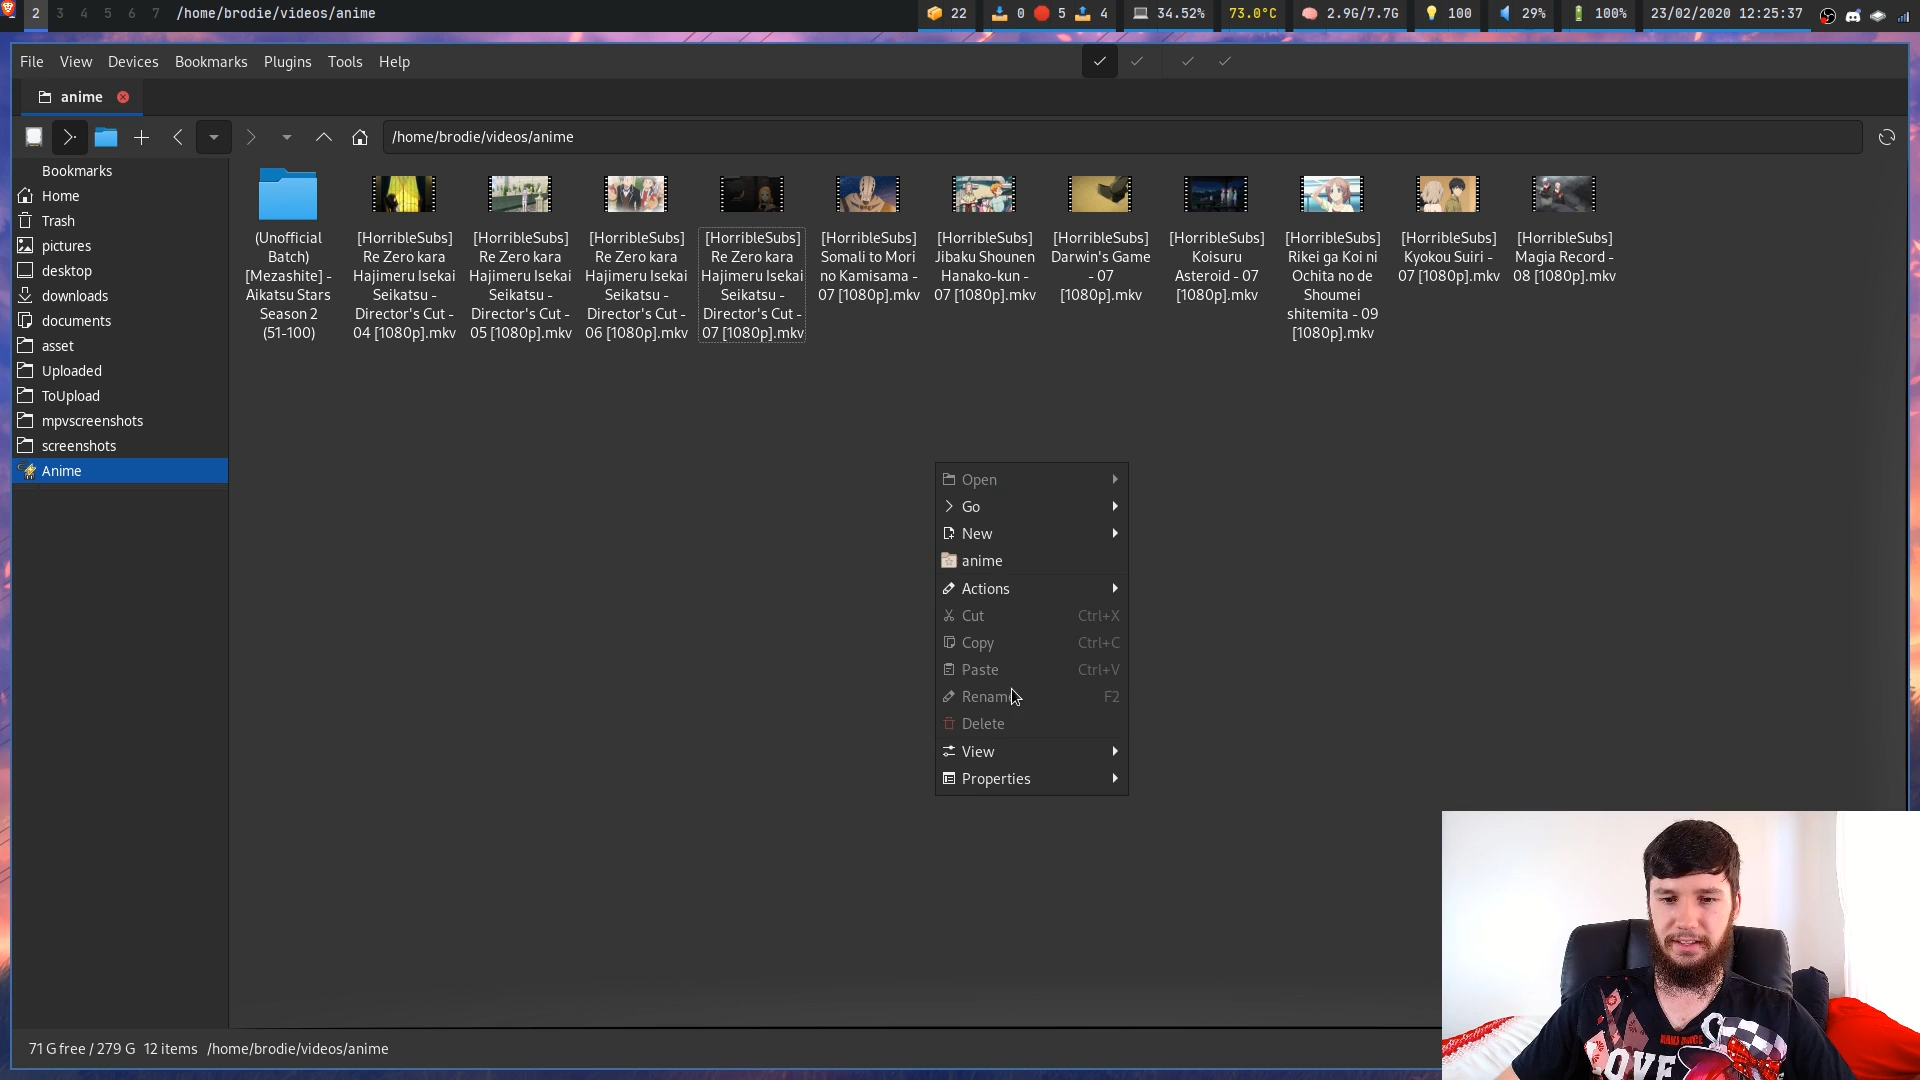 2 3 4 5 6 7 /home/brodie/videos/anime 22 0 5 4 34.52% 73.0°C 2.9G/7.7G 100 29% 100% 23/02/2020 12:25:37
File View Devices Bookmarks Plugins Tools Help
anime
/home/brodie/videos/anime
Bookmarks
Home
Trash
pictures
desktop
downloads
documents
asset
Uploaded
ToUpload
mpvscreenshots
screenshots
Anime
(Unofficial
Batch)
[Mezashite] -
Aikatsu Stars
Season 2
(51-100)
[HorribleSubs]
Re Zero kara
Hajimeru Isekai
Seikatsu -
Director's Cut -
04 [1080p].mkv
[HorribleSubs]
Re Zero kara
Hajimeru Isekai
Seikatsu -
Director's Cut -
05 [1080p].mkv
[HorribleSubs]
Re Zero kara
Hajimeru Isekai
Seikatsu -
Director's Cut -
06 [1080p].mkv
[HorribleSubs]
Re Zero kara
Hajimeru Isekai
Seikatsu -
Director's Cut -
07 [1080p].mkv
[HorribleSubs]
Somali to Mori
no Kamisama -
07 [1080p].mkv
[HorribleSubs]
Jibaku Shounen
Hanako-kun -
07 [1080p].mkv
[HorribleSubs]
Darwin's Game
- 07
[1080p].mkv
[HorribleSubs]
Koisuru
Asteroid - 07
[1080p].mkv
[HorribleSubs]
Rikei ga Koi ni
Ochita no de
Shoumei
shitemita - 09
[1080p].mkv
[HorribleSubs]
Kyokou Suiri -
07 [1080p].mkv
[HorribleSubs]
Magia Record -
08 [1080p].mkv
Open
Go
New
anime
Actions
Cut Ctrl+X
Copy Ctrl+C
Paste Ctrl+V
Rename F2
Delete
View
Properties
71 G free / 279 G 12 items /home/brodie/videos/anime
LOVE